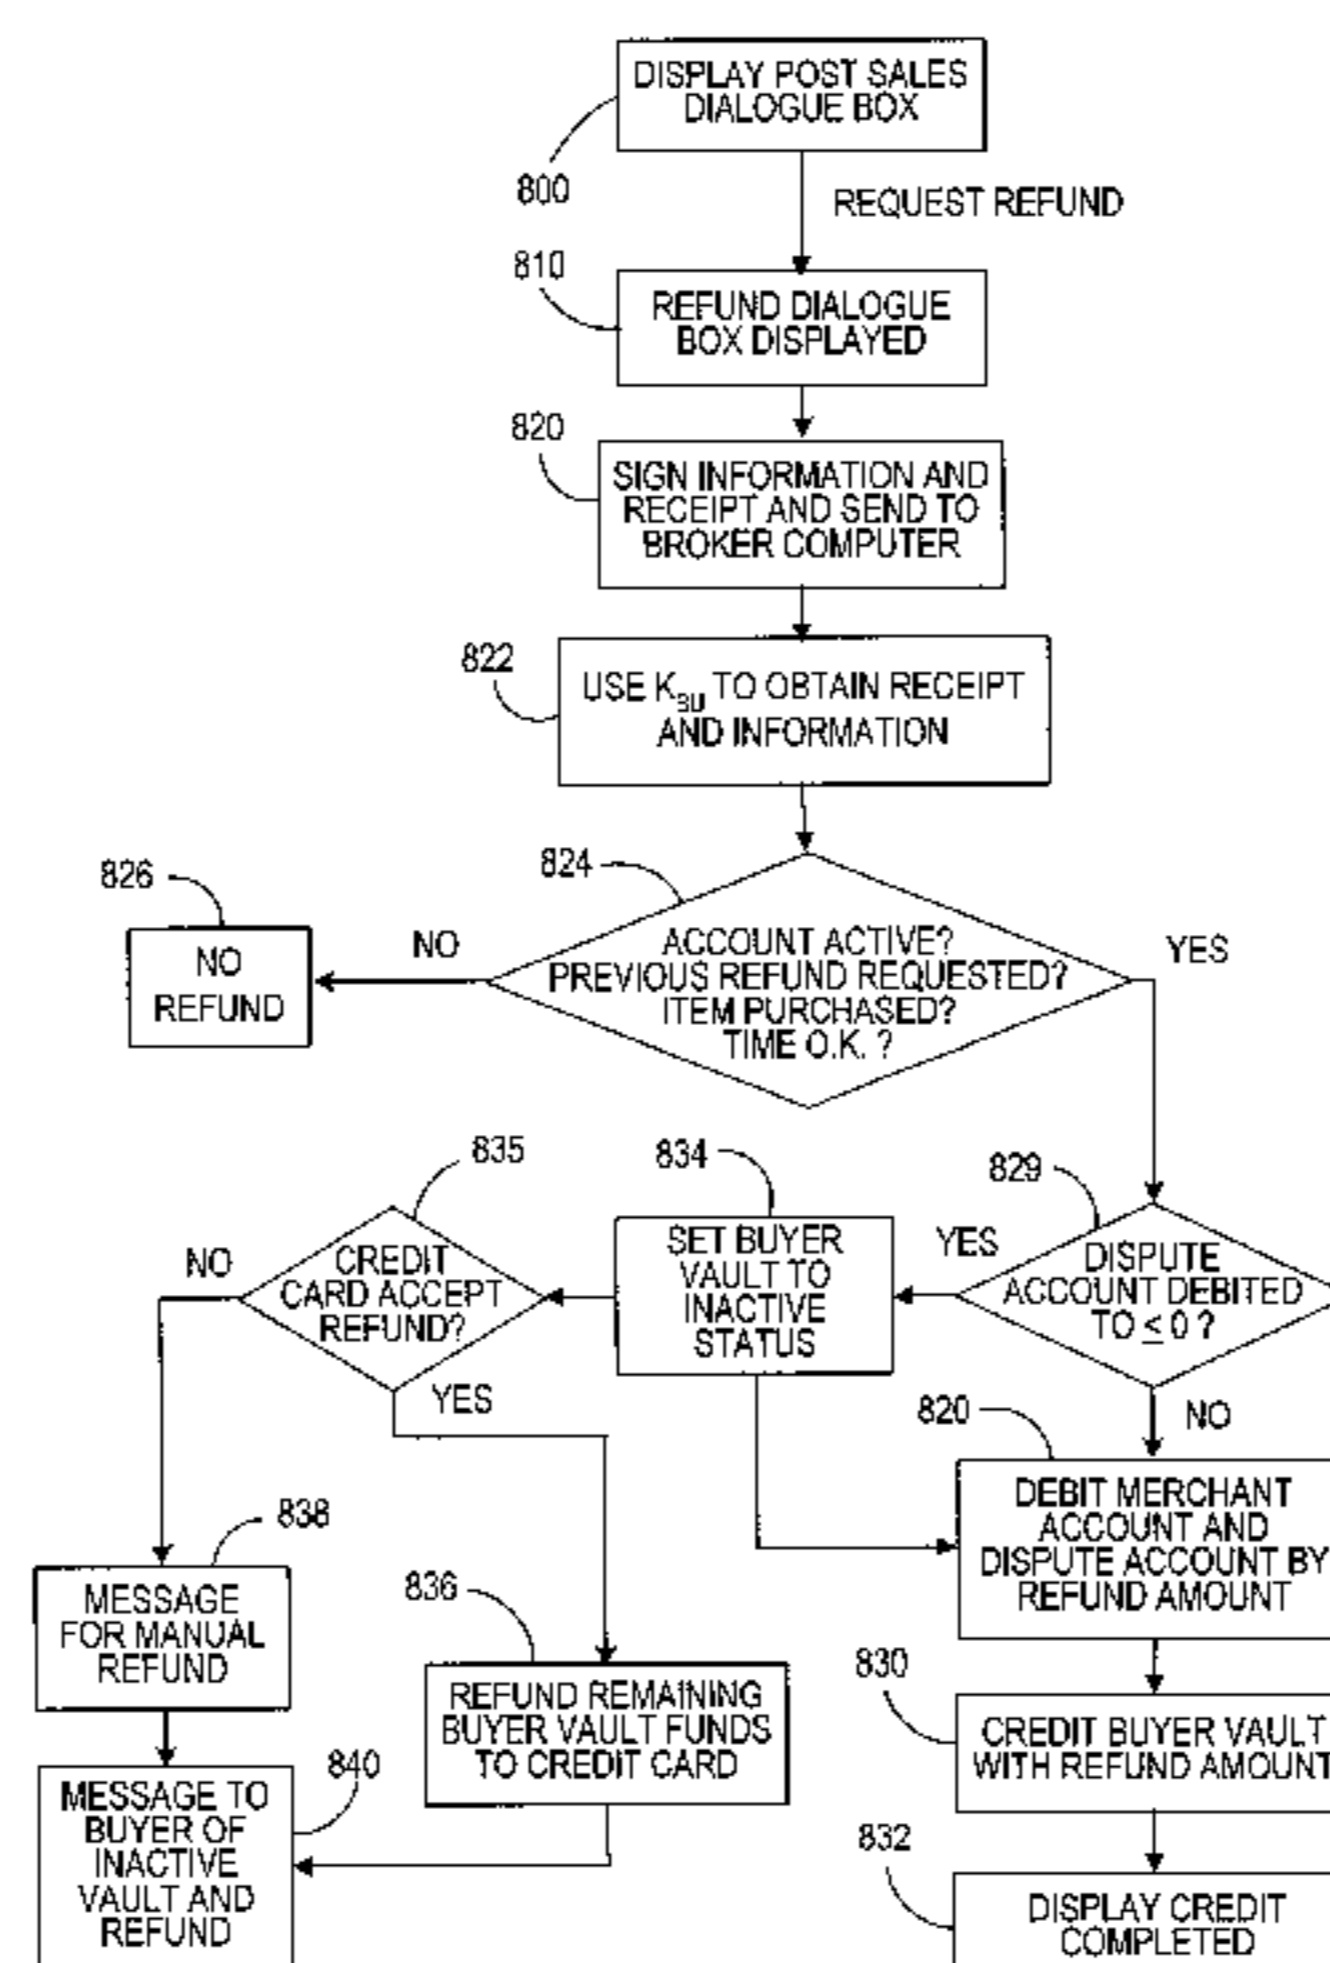 DISPLAY POST SALES
DIALOGUE BOX
800
REQUEST REFUND
810
REFUND DIALOGUE
BOX DISPLAYED
820
SIGN INFORMATION AND
RECEIPT AND SEND TO
BROKER COMPUTER
822
USE K_BU TO OBTAIN RECEIPT
AND INFORMATION
824
ACCOUNT ACTIVE?
PREVIOUS REFUND REQUESTED?
ITEM PURCHASED?
TIME O.K. ?
826
NO
NO
REFUND
YES
829
DISPUTE
ACCOUNT DEBITED
TO ≤ 0 ?
YES
834
SET BUYER
VAULT TO
INACTIVE
STATUS
835
CREDIT
CARD ACCEPT
REFUND?
NO
YES
NO
820
DEBIT MERCHANT
ACCOUNT AND
DISPUTE ACCOUNT BY
REFUND AMOUNT
838
MESSAGE
FOR MANUAL
REFUND
836
REFUND REMAINING
BUYER VAULT FUNDS
TO CREDIT CARD
830
CREDIT BUYER VAULT
WITH REFUND AMOUNT
840
MESSAGE TO
BUYER OF
INACTIVE
VAULT AND
REFUND
832
DISPLAY CREDIT
COMPLETED